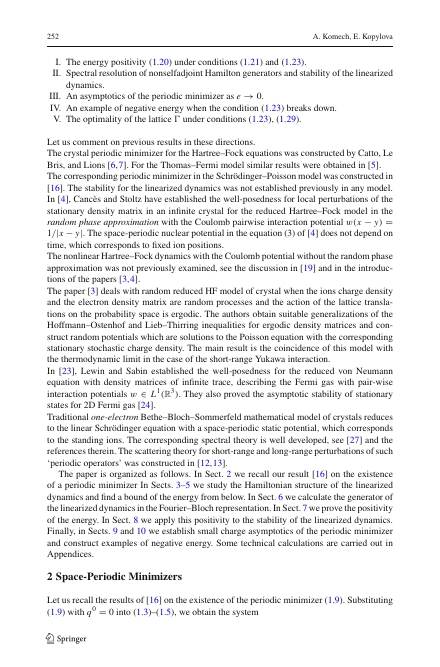 252
A. Komech, E. Kopylova
I. The energy positivity (1.20) under conditions (1.21) and (1.23).
II. Spectral resolution of nonselfadjoint Hamilton generators and stability of the linearized
dynamics.
III. An asymptotics of the periodic minimizer as e → 0.
IV. An example of negative energy when the condition (1.23) breaks down.
V. The optimality of the lattice Γ under conditions (1.23), (1.29).
Let us comment on previous results in these directions.
The crystal periodic minimizer for the Hartree–Fock equations was constructed by Catto, Le
Bris, and Lions [6,7]. For the Thomas–Fermi model similar results were obtained in [5].
The corresponding periodic minimizer in the Schrödinger–Poisson model was constructed in
[16]. The stability for the linearized dynamics was not established previously in any model.
In [4], Cancès and Stoltz have established the well-posedness for local perturbations of the
stationary density matrix in an infinite crystal for the reduced Hartree–Fock model in the
random phase approximation with the Coulomb pairwise interaction potential w(x − y) =
1/|x − y|. The space-periodic nuclear potential in the equation (3) of [4] does not depend on
time, which corresponds to fixed ion positions.
The nonlinear Hartree–Fock dynamics with the Coulomb potential without the random phase
approximation was not previously examined, see the discussion in [19] and in the introduc-
tions of the papers [3,4].
The paper [3] deals with random reduced HF model of crystal when the ions charge density
and the electron density matrix are random processes and the action of the lattice transla-
tions on the probability space is ergodic. The authors obtain suitable generalizations of the
Hoffmann–Ostenhof and Lieb–Thirring inequalities for ergodic density matrices and con-
struct random potentials which are solutions to the Poisson equation with the corresponding
stationary stochastic charge density. The main result is the coincidence of this model with
the thermodynamic limit in the case of the short-range Yukawa interaction.
In [23], Lewin and Sabin established the well-posedness for the reduced von Neumann
equation with density matrices of infinite trace, describing the Fermi gas with pair-wise
interaction potentials w ∈ L¹(ℝ³). They also proved the asymptotic stability of stationary
states for 2D Fermi gas [24].
Traditional one-electron Bethe–Bloch–Sommerfeld mathematical model of crystals reduces
to the linear Schrödinger equation with a space-periodic static potential, which corresponds
to the standing ions. The corresponding spectral theory is well developed, see [27] and the
references therein. The scattering theory for short-range and long-range perturbations of such
‘periodic operators’ was constructed in [12,13].
The paper is organized as follows. In Sect. 2 we recall our result [16] on the existence
of a periodic minimizer In Sects. 3–5 we study the Hamiltonian structure of the linearized
dynamics and find a bound of the energy from below. In Sect. 6 we calculate the generator of
the linearized dynamics in the Fourier–Bloch representation. In Sect. 7 we prove the positivity
of the energy. In Sect. 8 we apply this positivity to the stability of the linearized dynamics.
Finally, in Sects. 9 and 10 we establish small charge asymptotics of the periodic minimizer
and construct examples of negative energy. Some technical calculations are carried out in
Appendices.
2 Space-Periodic Minimizers
Let us recall the results of [16] on the existence of the periodic minimizer (1.9). Substituting
(1.9) with q⁰ = 0 into (1.3)–(1.5), we obtain the system
Springer